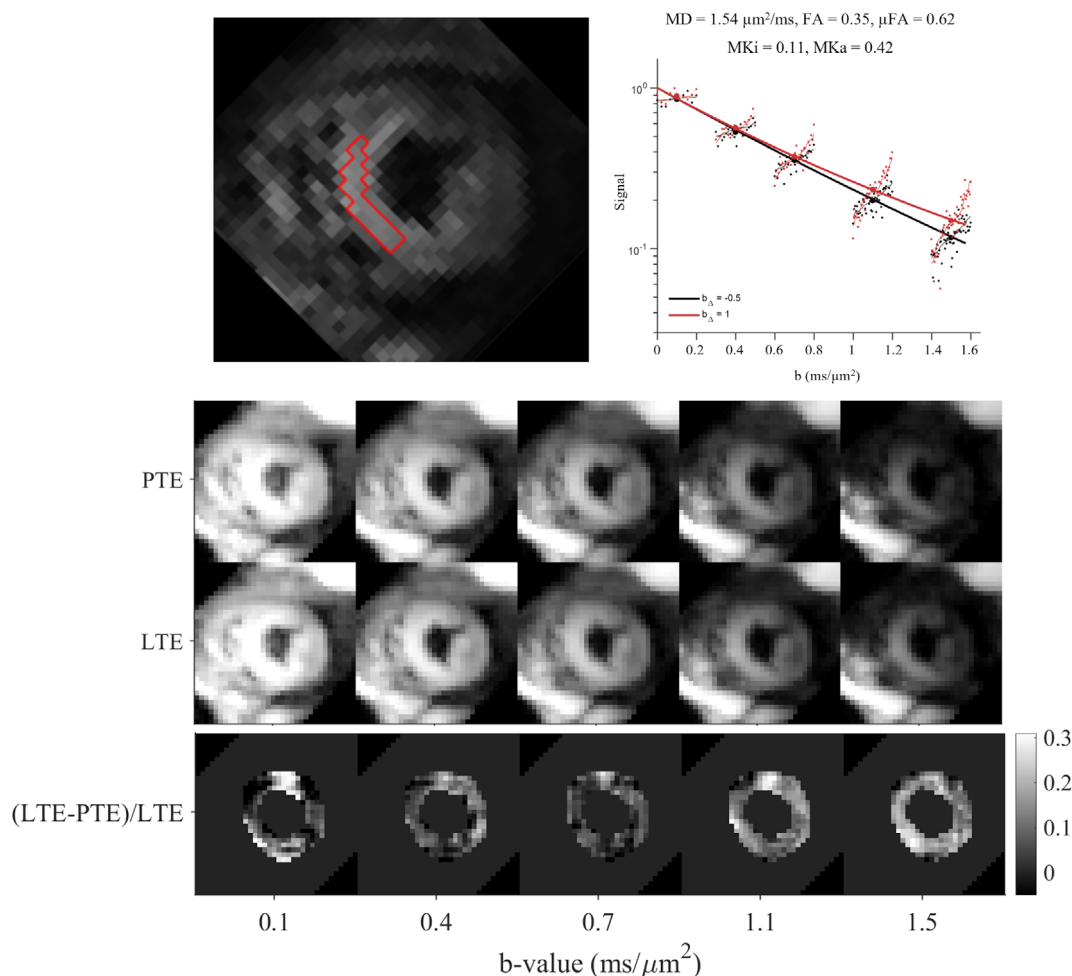 MD = 1.54 μm²/ms, FA = 0.35, μFA = 0.62
MKi = 0.11, MKa = 0.42
10⁰
10⁻¹
Signal
b_Δ = -0.5
b_Δ = 1
0 0.2 0.4 0.6 0.8 1 1.2 1.4 1.6
b (ms/μm²)
PTE
LTE
(LTE-PTE)/LTE
0.3
0.2
0.1
0
0.1 0.4 0.7 1.1 1.5
b-value (ms/μm²)